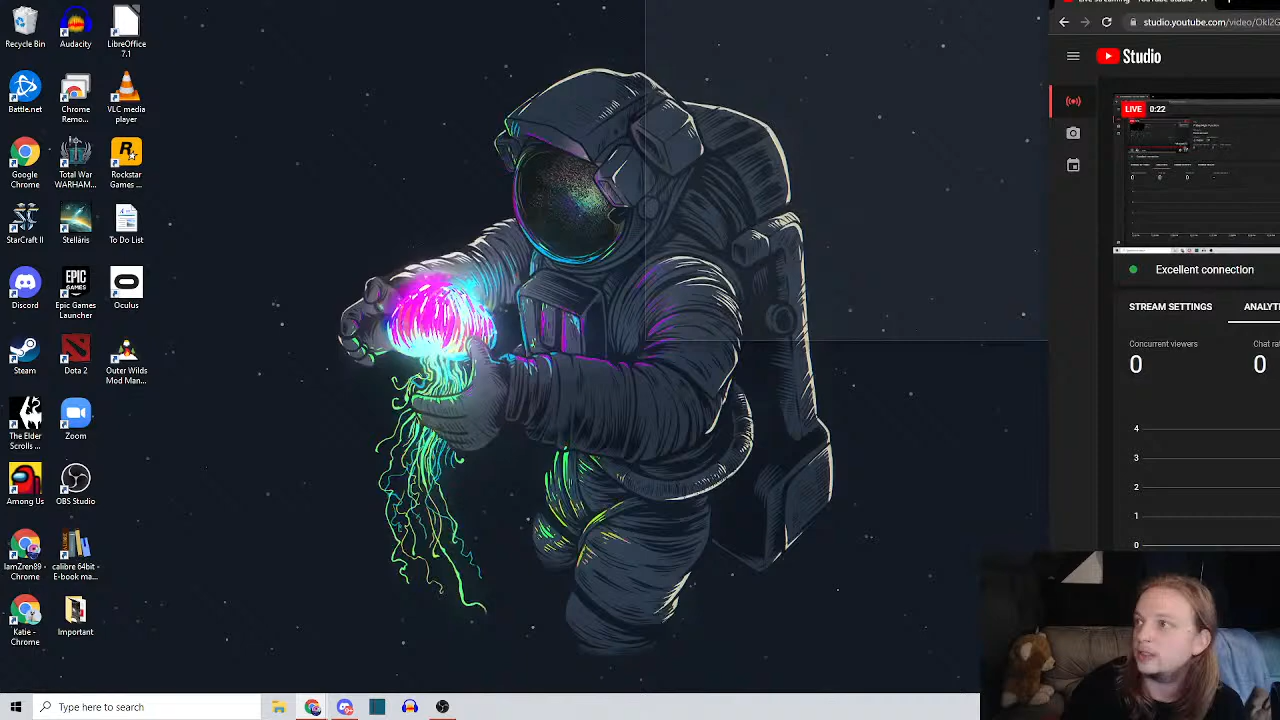 Recycle Bin
Audacity
LibreOffice 7.1
Battle.net
Chrome Remo...
VLC media player
Google Chrome
Total War WARHAM...
Rockstar Games ...
StarCraft II
Stellaris
To Do List
Discord
Epic Games Launcher
Oculus
Steam
Dota 2
Outer Wilds Mod Man...
The Elder Scrolls ...
Zoom
Among Us
OBS Studio
IamZren89 - Chrome
calibre 64bit - E-book ma...
Katie - Chrome
Important
Type here to search
studio.youtube.com/video/Okl2G
Studio
LIVE 0:22
Excellent connection
STREAM SETTINGS ANALYT
Concurrent viewers Chat ra
0 0
4
3
2
1
0